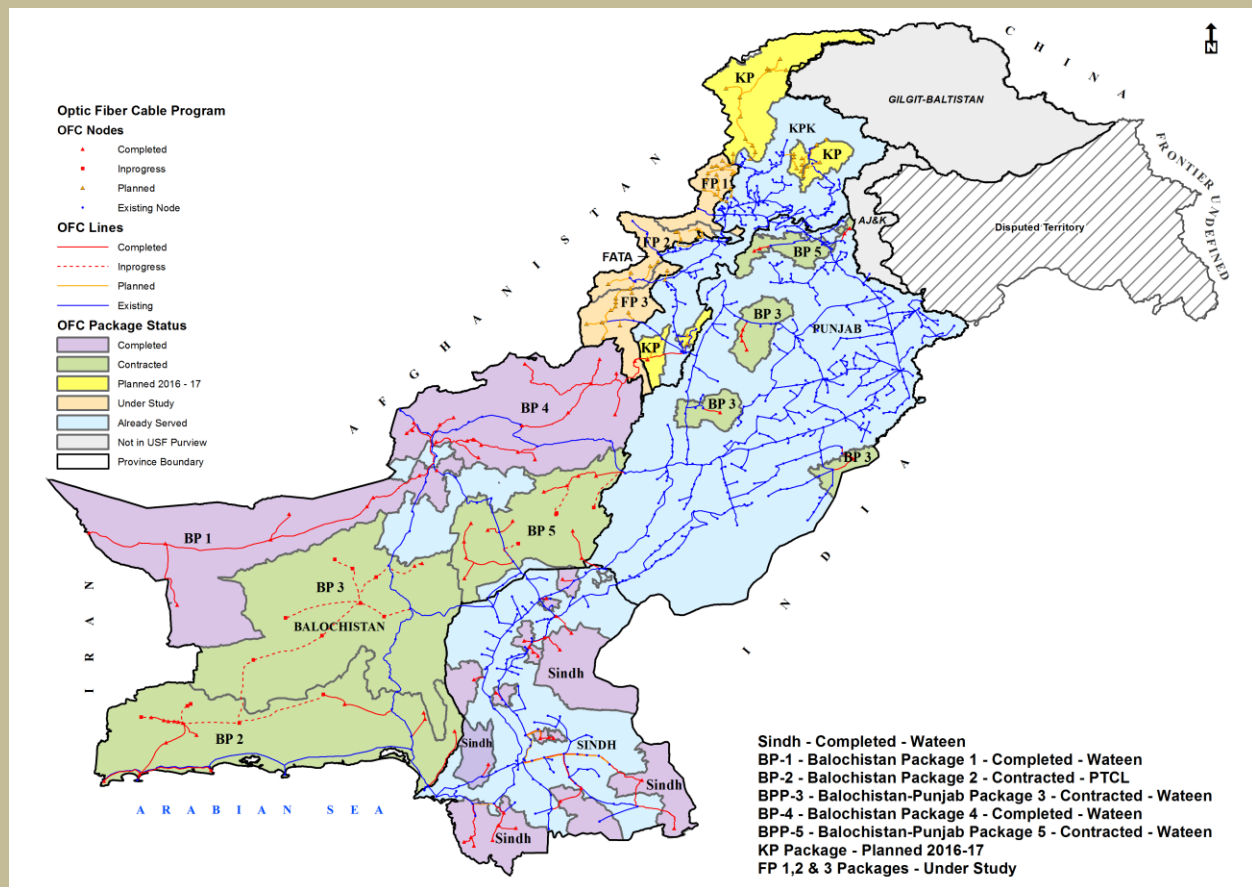 N
CHINA
GILGIT-BALTISTAN
KP
KPK
KP
FRONTIER UNDEFINED
Optic Fiber Cable Program
OFC Nodes
Completed
Inprogress
Planned
Existing Node
OFC Lines
Completed
Inprogress
Planned
Existing
OFC Package Status
Completed
Contracted
Planned 2016 - 17
Under Study
Already Served
Not in USF Purview
Province Boundary
AFGHANISTAN
FP 1
AJ&K
Disputed Territory
FP 2
FATA
BP 5
FP 3
BP 3
PUNJAB
KP
BP 4
BP 3
BP 3
INDIA
BP 1
BP 5
IRAN
BP 3
BALOCHISTAN
Sindh
BP 2
Sindh
SINDH
Sindh
Sindh
ARABIAN SEA
Sindh - Completed - Wateen
BP-1 - Balochistan Package 1 - Completed - Wateen
BP-2 - Balochistan Package 2 - Contracted - PTCL
BPP-3 - Balochistan-Punjab Package 3 - Contracted - Wateen
BP-4 - Balochistan Package 4 - Completed - Wateen
BPP-5 - Balochistan-Punjab Package 5 - Contracted - Wateen
KP Package - Planned 2016-17
FP 1,2 & 3 Packages - Under Study